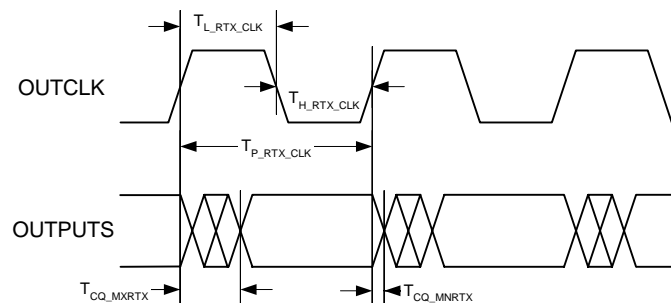 T_L_RTX_CLK
OUTCLK
T_H_RTX_CLK
T_P_RTX_CLK
OUTPUTS
T_CQ_MXRTX
T_CQ_MNRTX